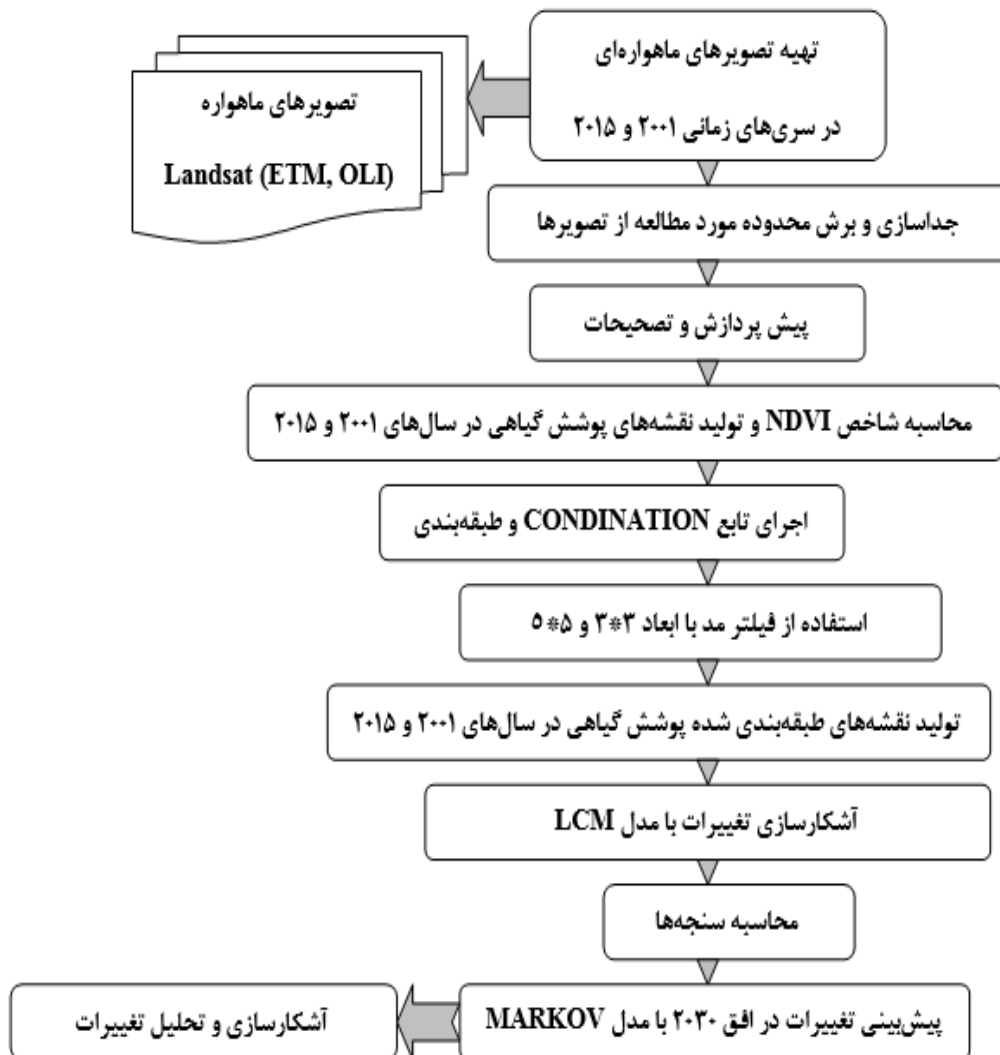 تهیه تصویرهای ماهواره‌ای
در سری‌های زمانی ۲۰۰۱ و ۲۰۱۵
تصویرهای ماهواره
Landsat (ETM, OLI)
جداسازی و برش محدوده مورد مطالعه از تصویرها
پیش پردازش و تصحیحات
محاسبه شاخص NDVI و تولید نقشه‌های پوشش گیاهی در سال‌های ۲۰۰۱ و ۲۰۱۵
اجرای تابع CONDINATION و طبقه‌بندی
استفاده از فیلتر مد با ابعاد ۳*۳ و ۵*۵
تولید نقشه‌های طبقه‌بندی شده پوشش گیاهی در سال‌های ۲۰۰۱ و ۲۰۱۵
آشکارسازی تغییرات با مدل LCM
محاسبه سنجه‌ها
پیش‌بینی تغییرات در افق ۲۰۳۰ با مدل MARKOV
آشکارسازی و تحلیل تغییرات